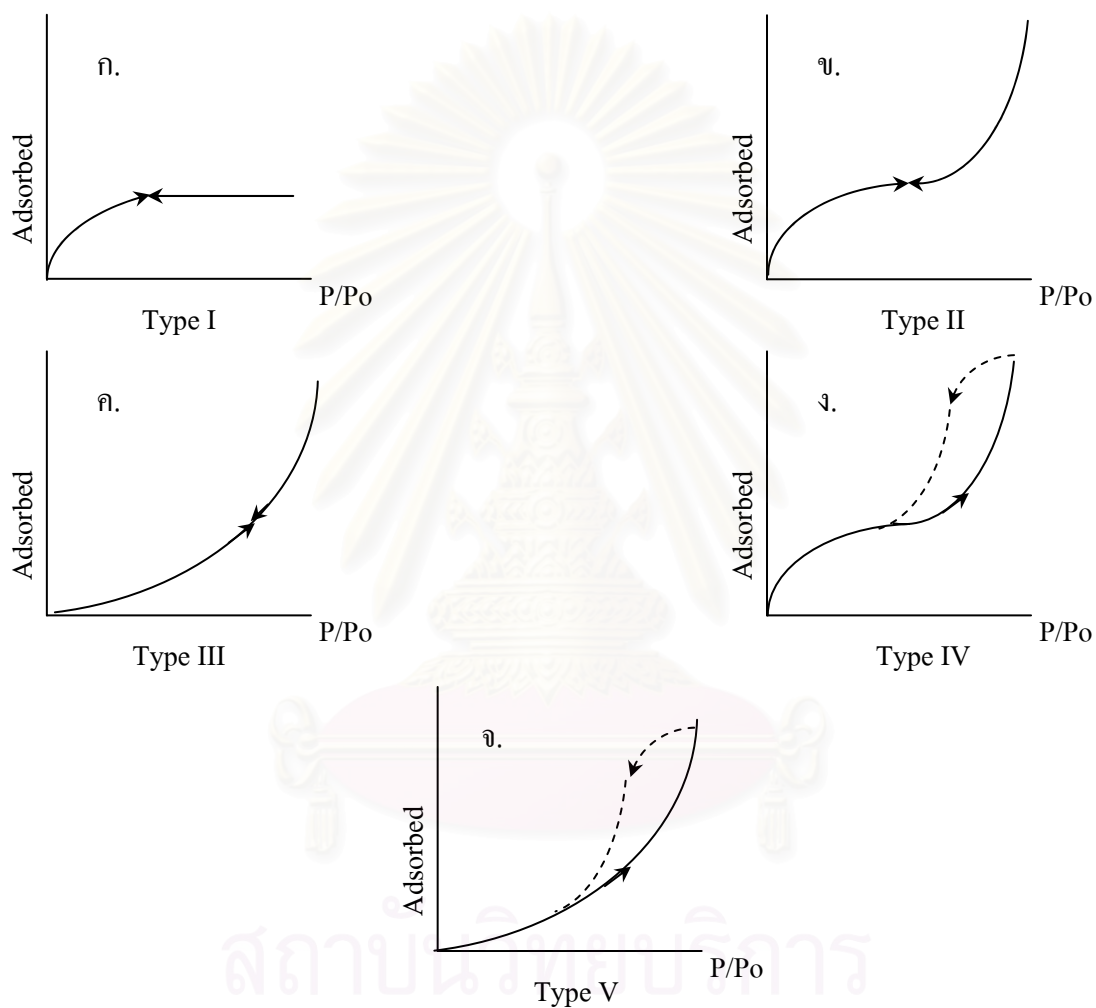 ก.
Adsorbed
P/Po
Type I
ข.
Adsorbed
P/Po
Type II
ค.
Adsorbed
P/Po
Type III
ง.
Adsorbed
P/Po
Type IV
จ.
Adsorbed
P/Po
Type V
สถาบันวิทยบริการ